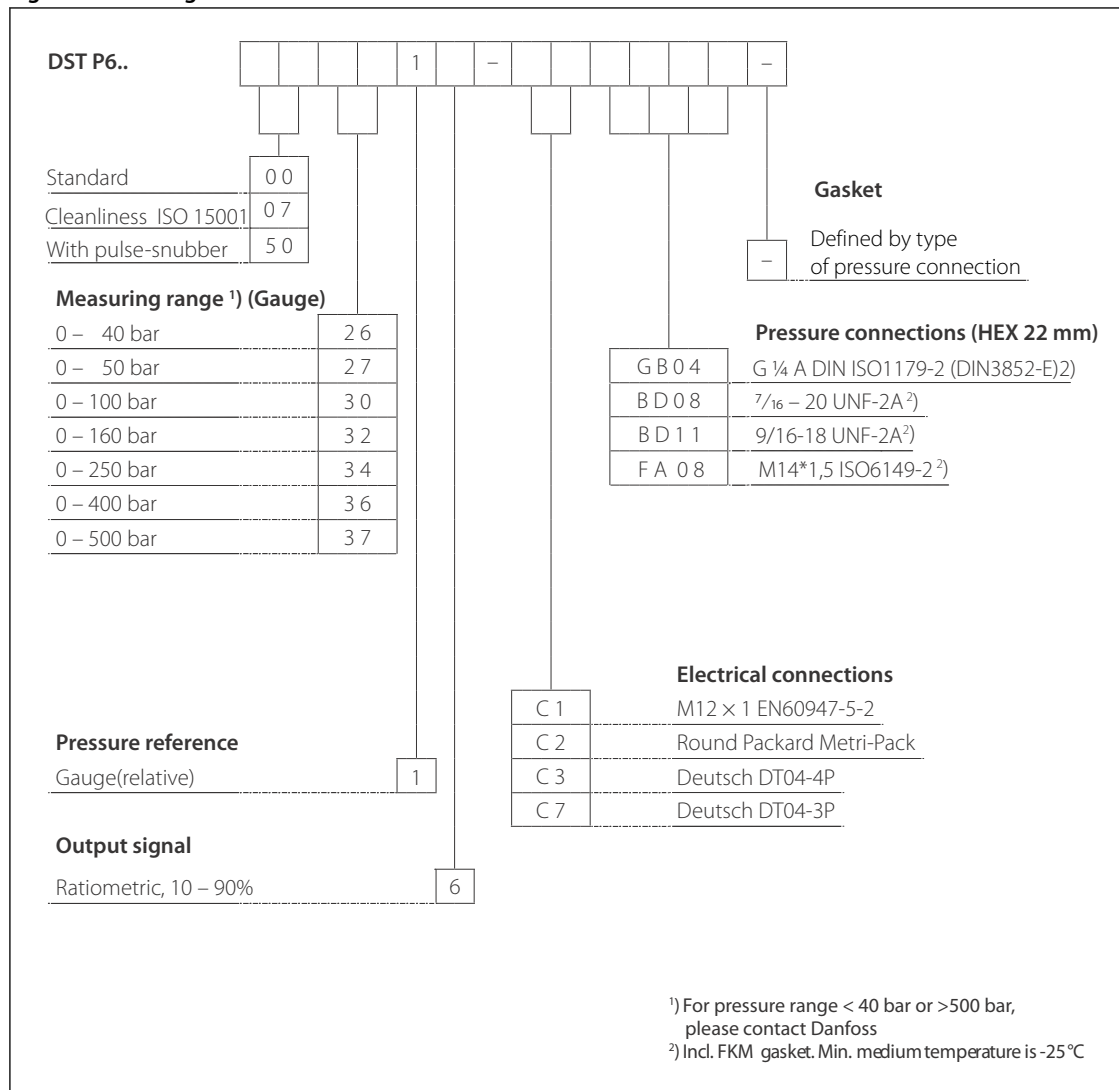 DST P6..
1 – –
Standard 0 0
Cleanliness ISO 15001 0 7
With pulse-snubber 5 0
Gasket
– Defined by type
of pressure connection
Measuring range ¹) (Gauge)
0 – 40 bar 2 6
0 – 50 bar 2 7
0 – 100 bar 3 0
0 – 160 bar 3 2
0 – 250 bar 3 4
0 – 400 bar 3 6
0 – 500 bar 3 7
Pressure connections (HEX 22 mm)
G B 0 4 G ¼ A DIN ISO1179-2 (DIN3852-E)2)
B D 0 8 ⁷/₁₆ – 20 UNF-2A ²)
B D 1 1 9/16-18 UNF-2A²)
F A 0 8 M14*1,5 ISO6149-2 ²)
Electrical connections
C 1 M12 × 1 EN60947-5-2
C 2 Round Packard Metri-Pack
C 3 Deutsch DT04-4P
C 7 Deutsch DT04-3P
Pressure reference
Gauge(relative) 1
Output signal
Ratiometric, 10 – 90% 6
¹) For pressure range < 40 bar or >500 bar,
please contact Danfoss
²) Incl. FKM gasket. Min. medium temperature is -25 °C